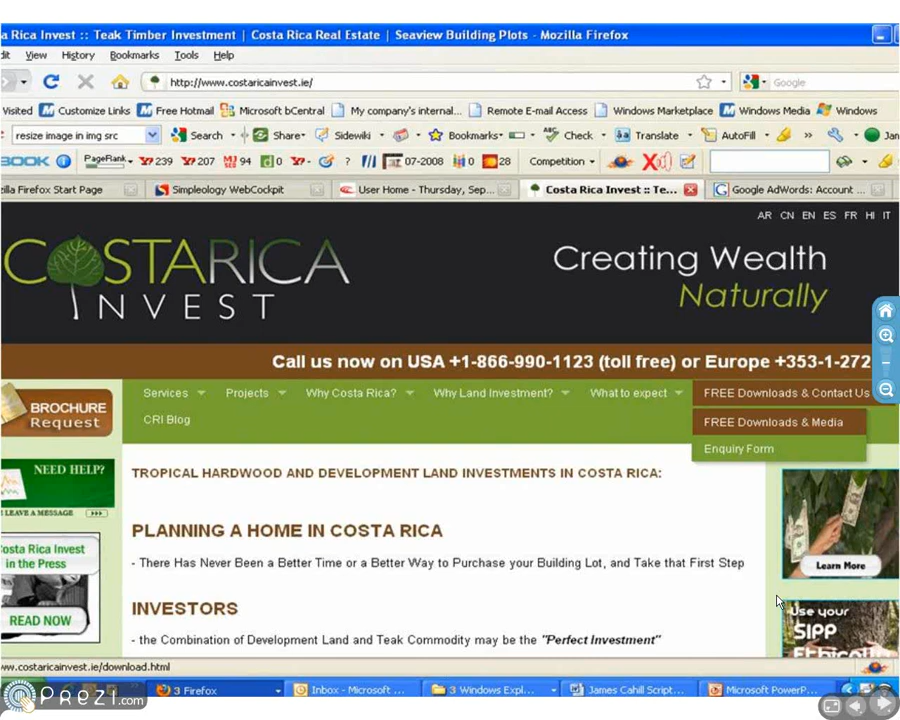 a Rica Invest :: Teak Timber Investment | Costa Rica Real Estate | Seaview Building Plots - Mozilla Firefox
dit View History Bookmarks Tools Help
http://www.costaricainvest.ie/ Google
Visited Customize Links Free Hotmail Microsoft bCentral My company's internal... Remote E-mail Access Windows Marketplace Windows Media Windows
resize image in img src Search Share Sidewiki Bookmarks Check Translate AutoFill Jan
BOOK PageRank 239 207 94 0 ? 07-2008 0 28 Competition
illa Firefox Start Page Simpleology WebCockpit User Home - Thursday, Sep... Costa Rica Invest :: Te... Google AdWords: Account ...
AR CN EN ES FR HI IT
COSTARICA
INVEST
Creating Wealth
Naturally
Call us now on USA +1-866-990-1123 (toll free) or Europe +353-1-272
BROCHURE
Request
Services Projects Why Costa Rica? Why Land Investment? What to expect FREE Downloads & Contact Us
CRI Blog
FREE Downloads & Media
Enquiry Form
NEED HELP?
LEAVE A MESSAGE >>>
osta Rica Invest
in the Press
READ NOW
TROPICAL HARDWOOD AND DEVELOPMENT LAND INVESTMENTS IN COSTA RICA:
PLANNING A HOME IN COSTA RICA
- There Has Never Been a Better Time or a Better Way to Purchase your Building Lot, and Take that First Step
INVESTORS
- the Combination of Development Land and Teak Commodity may be the "Perfect Investment"
Learn More
Use your
SIPP
Ethically
ww.costaricainvest.ie/download.html
Prezi.com
3 Firefox Inbox - Microsoft ... 3 Windows Expl... James Cahill Script... Microsoft PowerP...